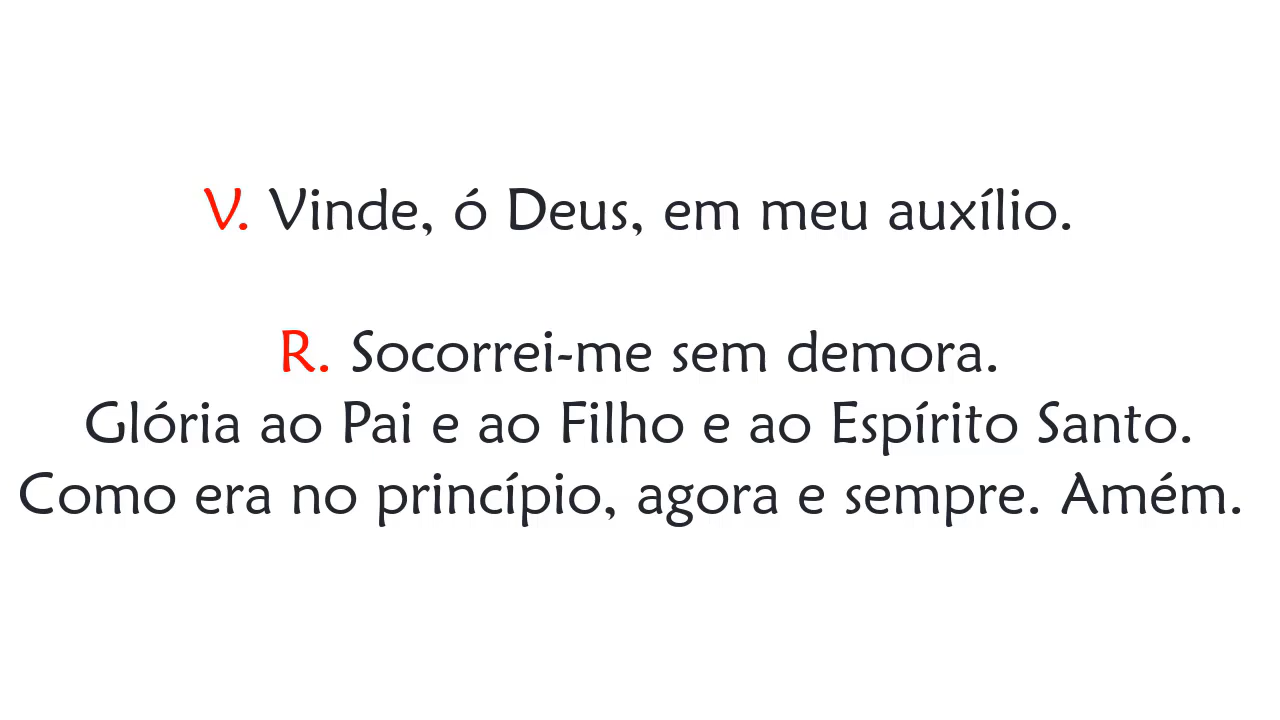 V. Vinde, ó Deus, em meu auxílio.
R. Socorrei-me sem demora.
Glória ao Pai e ao Filho e ao Espírito Santo.
Como era no princípio, agora e sempre. Amém.